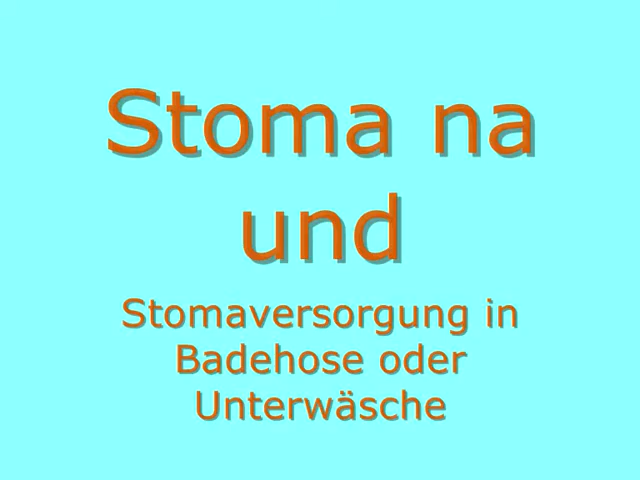 Stoma na
und
Stomaversorgung in
Badehose oder
Unterwäsche